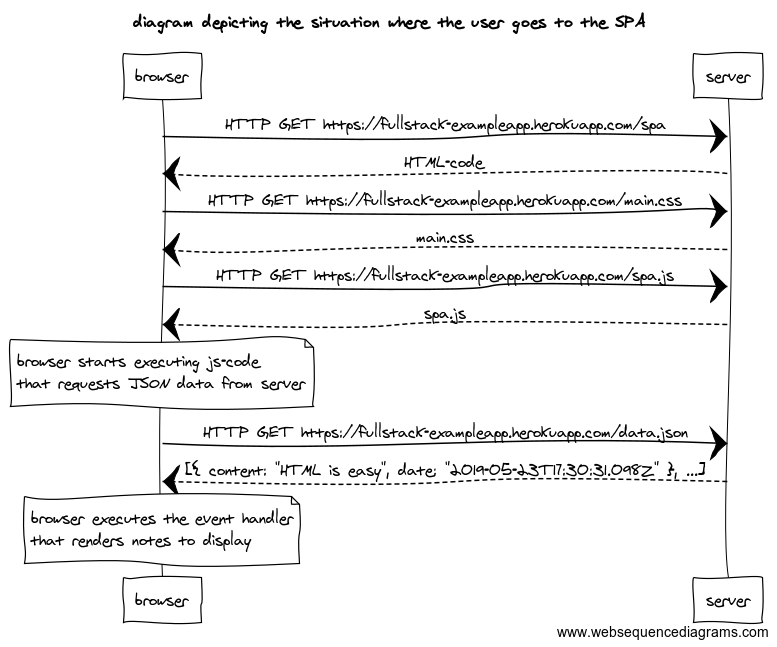 diagram depicting the situation where the user goes to the SPA
browser
server
HTTP GET https://fullstack-exampleapp.herokuapp.com/spa
HTML-code
HTTP GET https://fullstack-exampleapp.herokuapp.com/main.css
main.css
HTTP GET https://fullstack-exampleapp.herokuapp.com/spa.js
spa.js
browser starts executing js-code
that requests JSON data from server
HTTP GET https://fullstack-exampleapp.herokuapp.com/data.json
[{ content: "HTML is easy", date: "2019-05-23T17:30:31.098Z" }, ...]
browser executes the event handler
that renders notes to display
browser
server
www.websequencediagrams.com